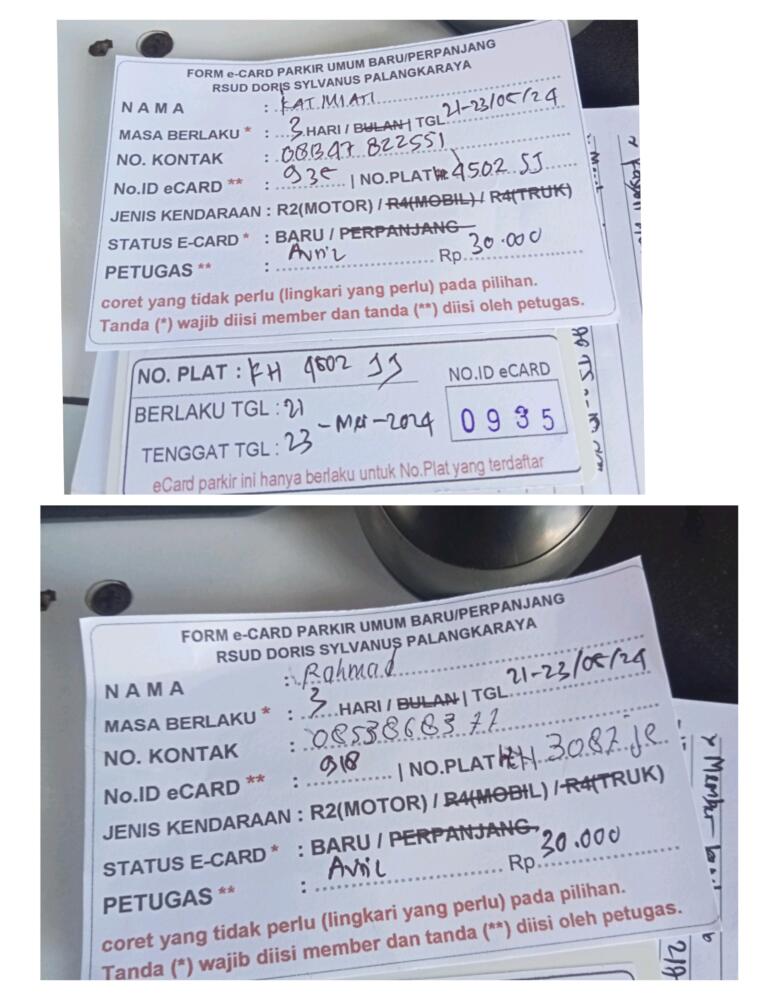 FORM e-CARD PARKIR UMUM BARU/PERPANJANG
RSUD DORIS SYLVANUS PALANGKARAYA
NAMA : KATMIATI
MASA BERLAKU * : 3 HARI / BULAN | TGL 21-23/05/24
NO. KONTAK : 08347 822551
No.ID eCARD ** : 935 | NO.PLAT 4502 JJ
JENIS KENDARAAN : R2(MOTOR) / R4(MOBIL) / R4(TRUK)
STATUS E-CARD * : BARU / PERPANJANG
PETUGAS ** : Avril Rp. 30.000
coret yang tidak perlu (lingkari yang perlu) pada pilihan.
Tanda (*) wajib diisi member dan tanda (**) diisi oleh petugas.
NO. PLAT : KH 4502 JJ
NO.ID eCARD
BERLAKU TGL : 21
0935
TENGGAT TGL : 23 - Mei - 2024
eCard parkir ini hanya berlaku untuk No.Plat yang terdaftar
FORM e-CARD PARKIR UMUM BARU/PERPANJANG
RSUD DORIS SYLVANUS PALANGKARAYA
NAMA : Rahmad
MASA BERLAKU * : 3 HARI / BULAN | TGL 21-23/05/24
NO. KONTAK : 0853868377
No.ID eCARD ** : 918 | NO.PLAT KH 3087 je
JENIS KENDARAAN : R2(MOTOR) / R4(MOBIL) / R4(TRUK)
STATUS E-CARD * : BARU / PERPANJANG
PETUGAS ** : Avril Rp. 30.000
coret yang tidak perlu (lingkari yang perlu) pada pilihan.
Tanda (*) wajib diisi member dan tanda (**) diisi oleh petugas.